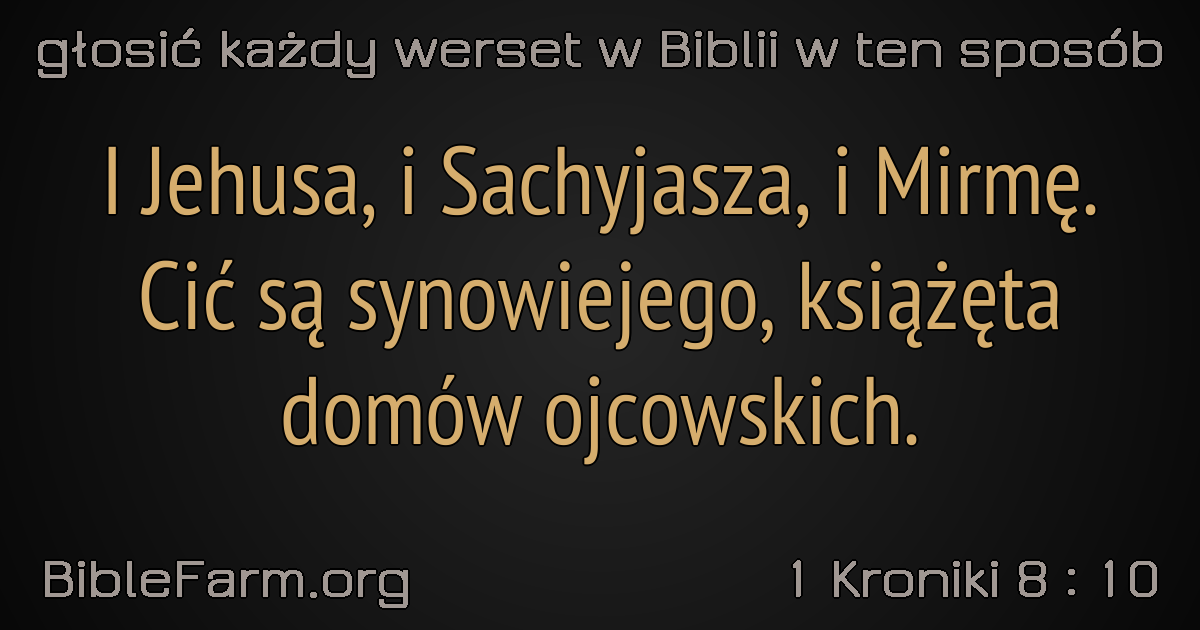 głosić każdy werset w Biblii w ten sposób
I Jehusa, i Sachyjasza, i Mirmę.
Cić są synowiejego, książęta
domów ojcowskich.
BibleFarm.org
1 Kroniki 8 : 10